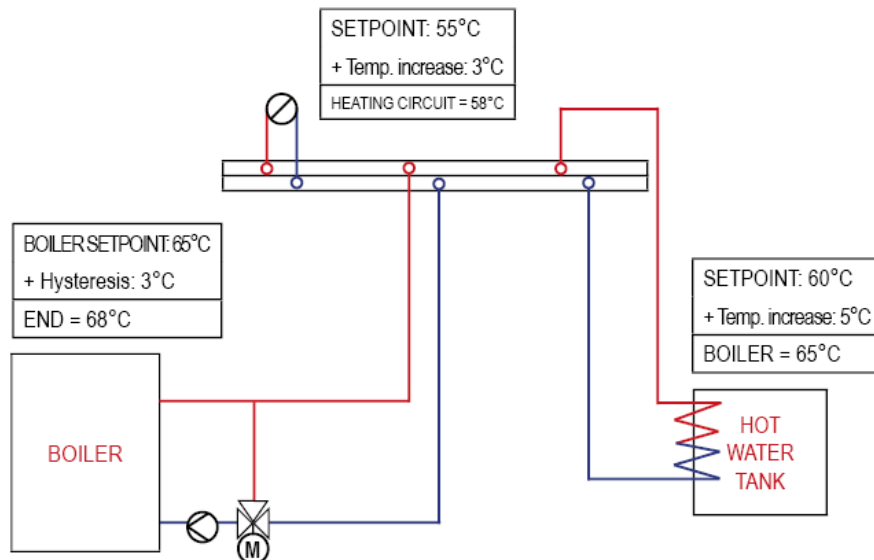 SETPOINT: 55°C
+ Temp. increase: 3°C
HEATING CIRCUIT = 58°C
BOILER SETPOINT: 65°C
+ Hysteresis: 3°C
END = 68°C
SETPOINT: 60°C
+ Temp. increase: 5°C
BOILER = 65°C
BOILER
HOT
WATER
TANK
M